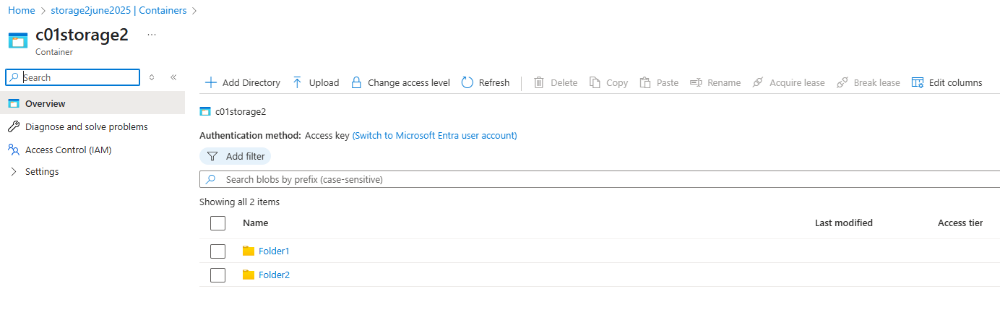 Home > storage2june2025 | Containers >
c01storage2 ...
Container
Search
Overview
Diagnose and solve problems
Access Control (IAM)
Settings
Add Directory Upload Change access level Refresh Delete Copy Paste Rename Acquire lease Break lease Edit columns
c01storage2
Authentication method: Access key (Switch to Microsoft Entra user account)
Add filter
Search blobs by prefix (case-sensitive)
Showing all 2 items
Name Last modified Access tier
Folder1
Folder2